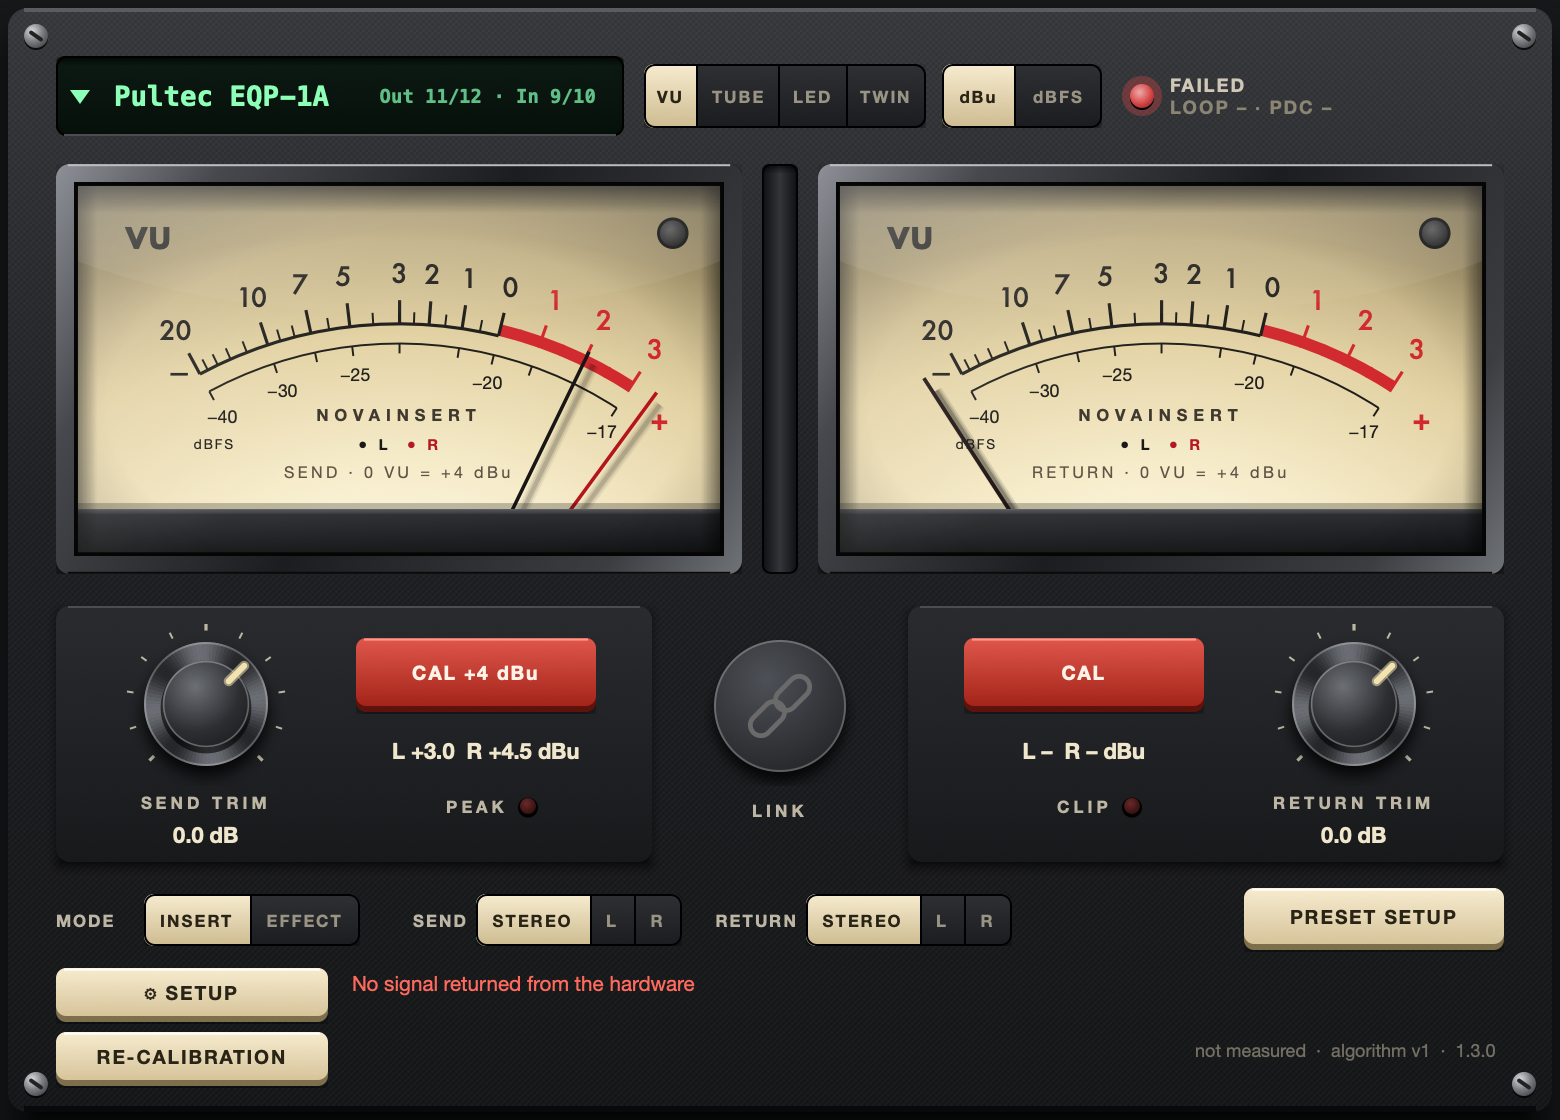 ▼ Pultec EQP-1A Out 11/12 · In 9/10
VU TUBE LED TWIN
dBu dBFS
FAILED
LOOP – · PDC –
VU
20 10 7 5 3 2 1 0 1 2 3
– +
-40 -30 -25 -20 -17
dBFS
NOVAINSERT
• L • R
SEND · 0 VU = +4 dBu
VU
20 10 7 5 3 2 1 0 1 2 3
– +
-40 -30 -25 -20 -17
dBFS
NOVAINSERT
• L • R
RETURN · 0 VU = +4 dBu
SEND TRIM
0.0 dB
CAL +4 dBu
L +3.0 R +4.5 dBu
PEAK
LINK
CAL
L – R – dBu
CLIP
RETURN TRIM
0.0 dB
MODE INSERT EFFECT
SEND STEREO L R
RETURN STEREO L R
PRESET SETUP
⚙ SETUP
No signal returned from the hardware
RE-CALIBRATION
not measured · algorithm v1 · 1.3.0